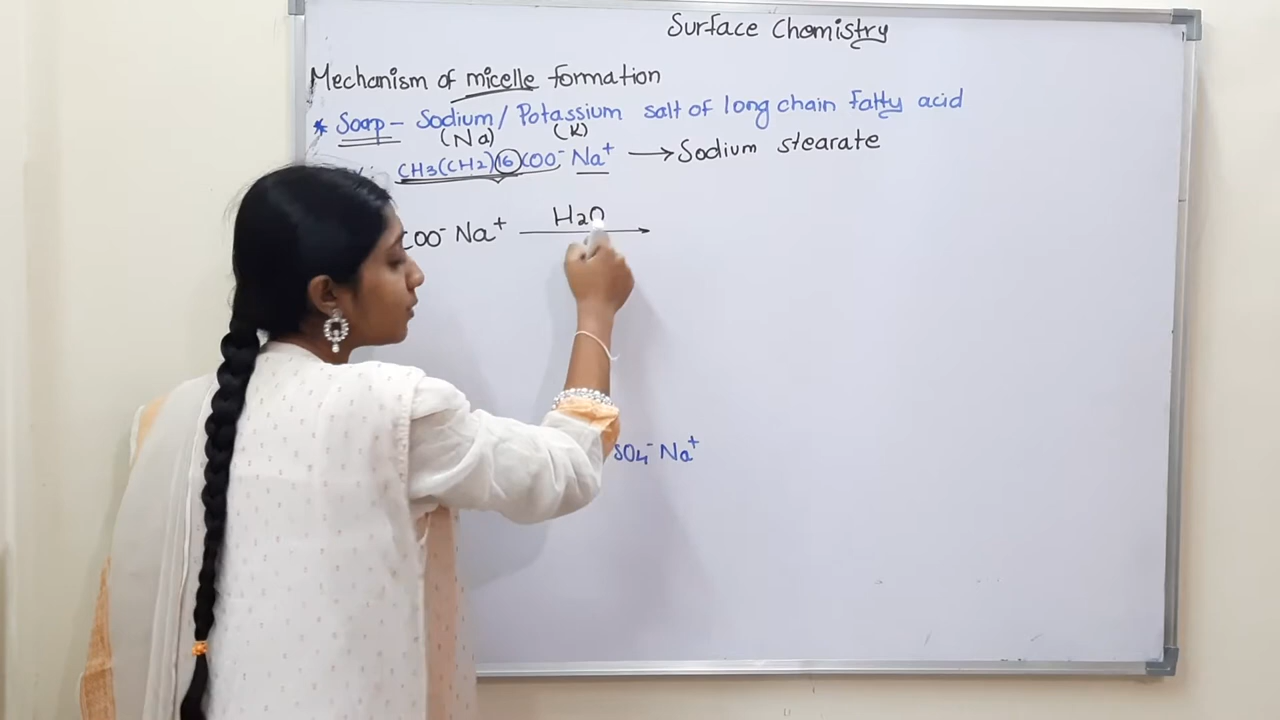 Surface Chemistry
Mechanism of micelle formation
* Soap - Sodium/ Potassium salt of long chain fatty acid
(Na) (K)
CH3(CH2)16COO⁻ Na⁺ → Sodium stearate
COO⁻ Na⁺ H2O →
SO4⁻ Na⁺